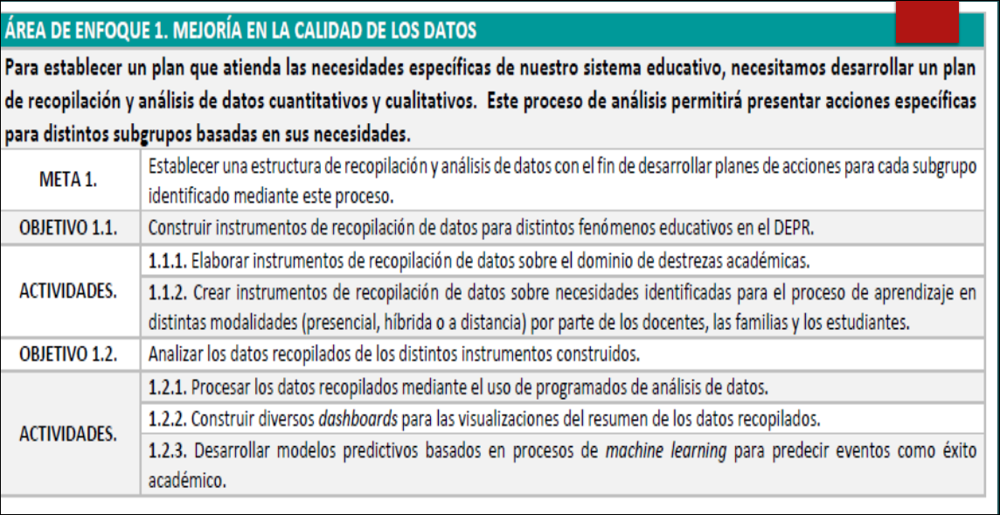 ÁREA DE ENFOQUE 1. MEJORÍA EN LA CALIDAD DE LOS DATOS
Para establecer un plan que atienda las necesidades específicas de nuestro sistema educativo, necesitamos desarrollar un plan
de recopilación y análisis de datos cuantitativos y cualitativos. Este proceso de análisis permitirá presentar acciones específicas
para distintos subgrupos basadas en sus necesidades.
META 1.
Establecer una estructura de recopilación y análisis de datos con el fin de desarrollar planes de acciones para cada subgrupo
identificado mediante este proceso.
OBJETIVO 1.1.
Construir instrumentos de recopilación de datos para distintos fenómenos educativos en el DEPR.
ACTIVIDADES.
1.1.1. Elaborar instrumentos de recopilación de datos sobre el dominio de destrezas académicas.
1.1.2. Crear instrumentos de recopilación de datos sobre necesidades identificadas para el proceso de aprendizaje en
distintas modalidades (presencial, híbrida o a distancia) por parte de los docentes, las familias y los estudiantes.
OBJETIVO 1.2.
Analizar los datos recopilados de los distintos instrumentos construidos.
ACTIVIDADES.
1.2.1. Procesar los datos recopilados mediante el uso de programados de análisis de datos.
1.2.2. Construir diversos dashboards para las visualizaciones del resumen de los datos recopilados.
1.2.3. Desarrollar modelos predictivos basados en procesos de machine learning para predecir eventos como éxito
académico.